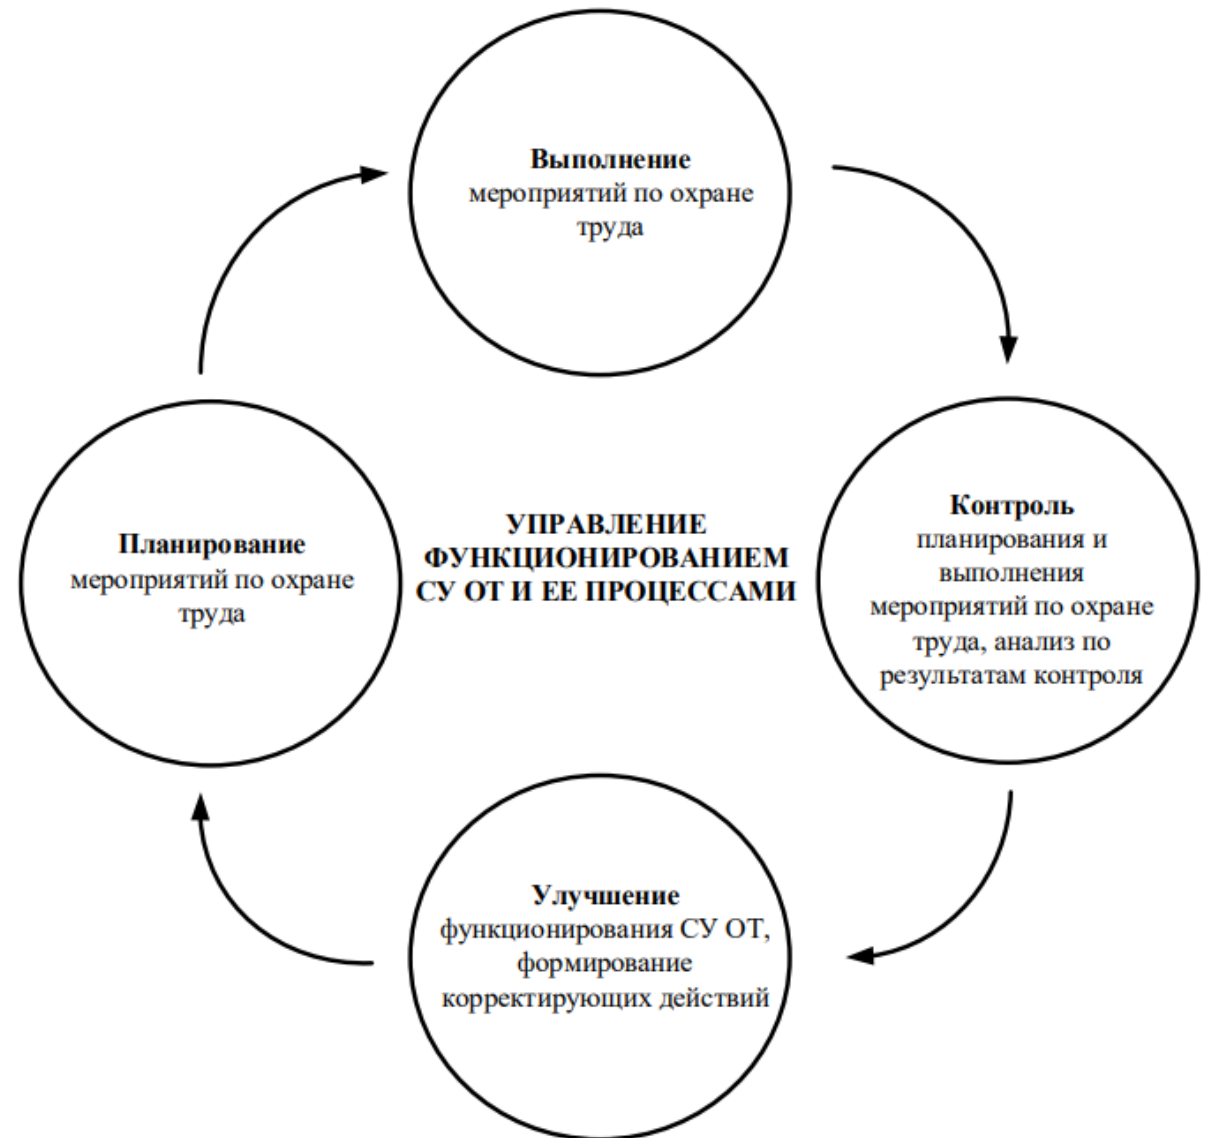 Выполнение
мероприятий по охране
труда
Планирование
мероприятий по охране
труда
УПРАВЛЕНИЕ
ФУНКЦИОНИРОВАНИЕМ
СУ ОТ И ЕЕ ПРОЦЕССАМИ
Контроль
планирования и
выполнения
мероприятий по охране
труда, анализ по
результатам контроля
Улучшение
функционирования СУ ОТ,
формирование
корректирующих действий